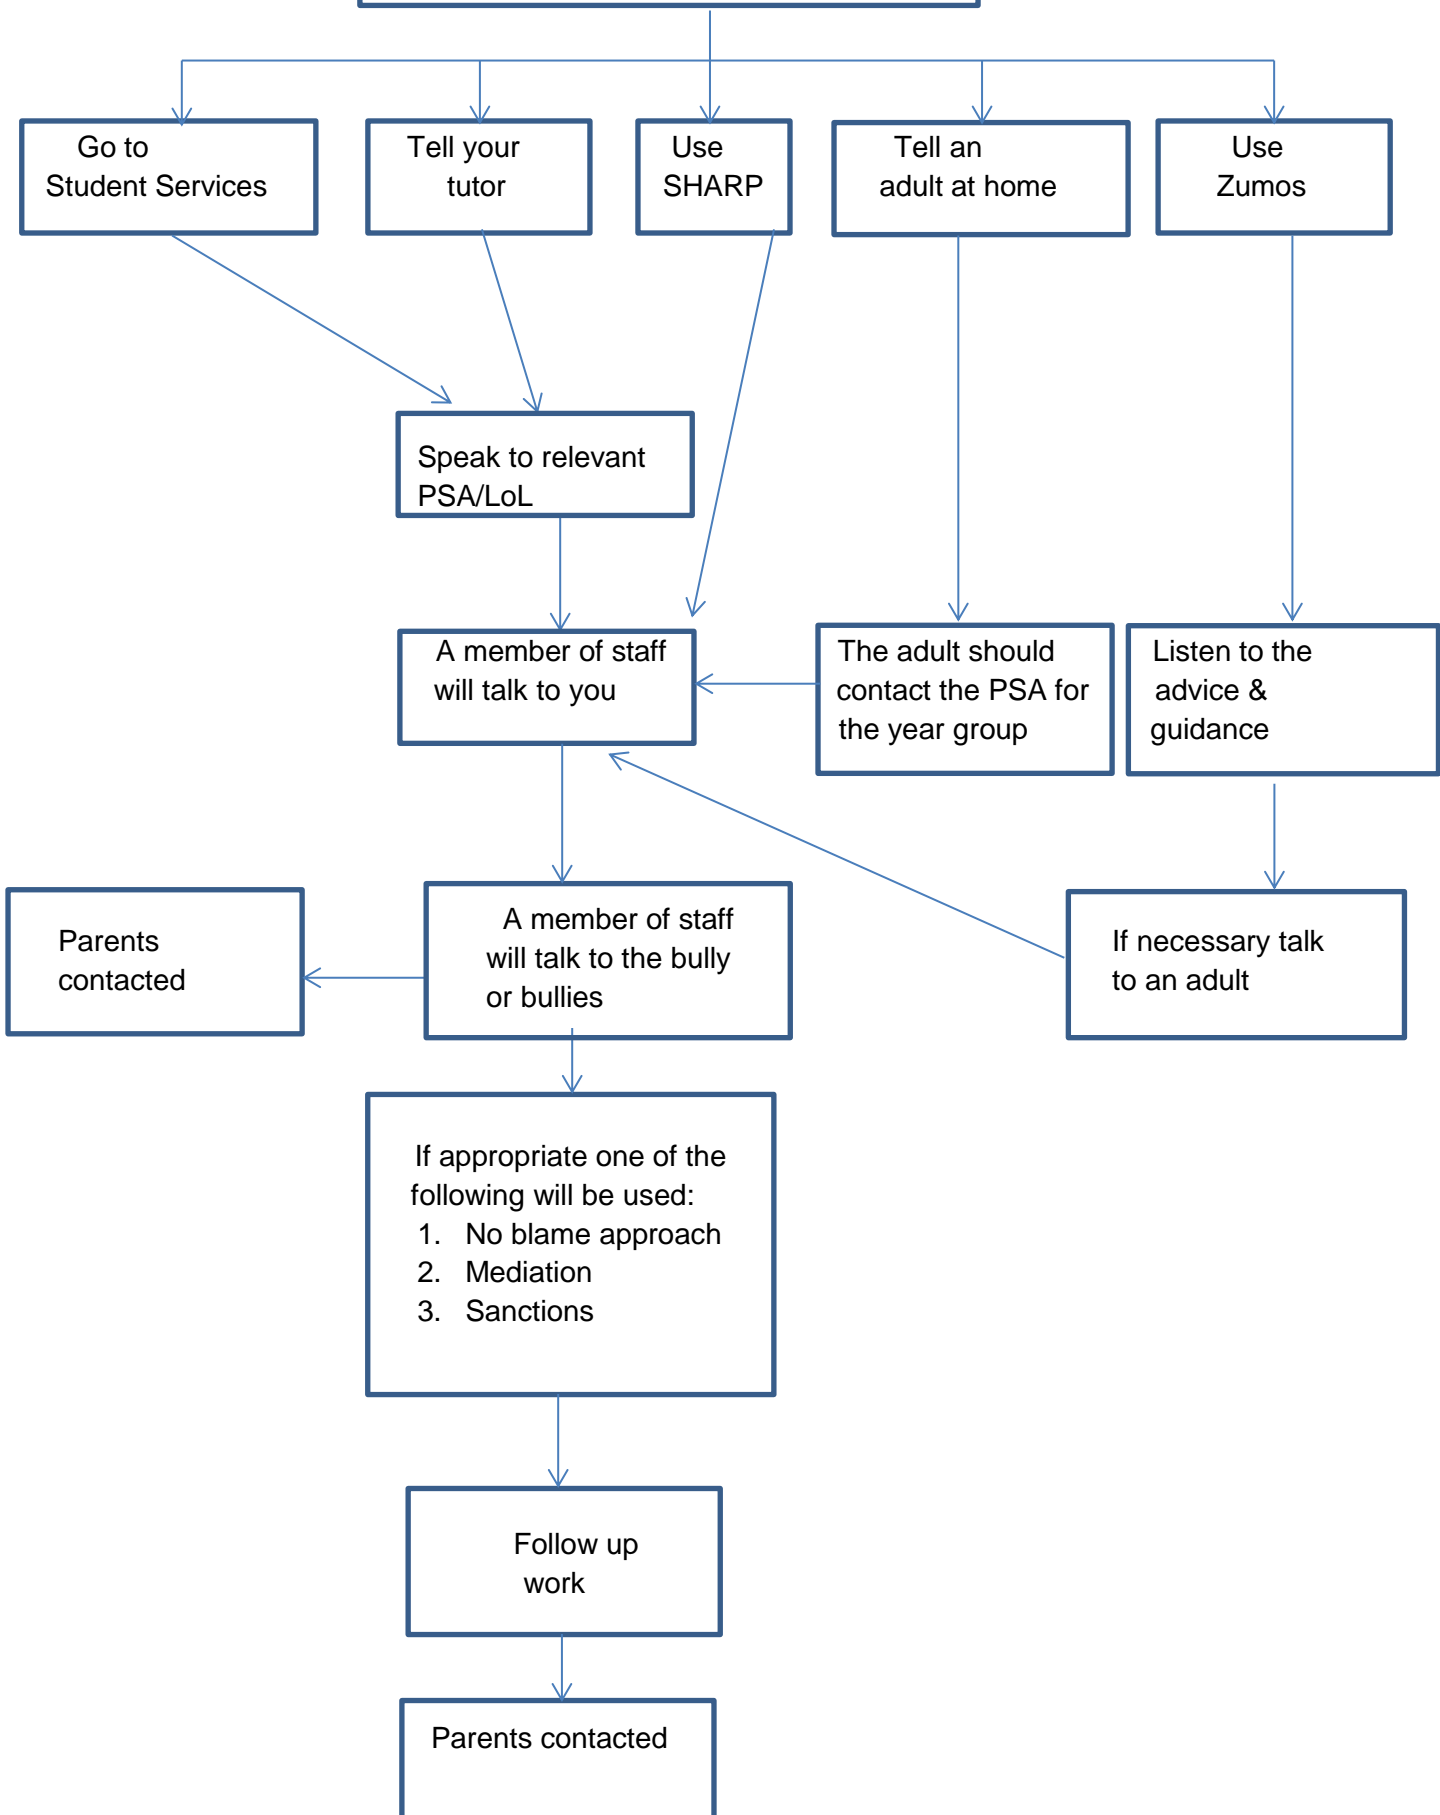 Go to
Student Services
Tell your
tutor
Use
SHARP
Tell an
adult at home
Use
Zumos
Speak to relevant
PSA/LoL
A member of staff
will talk to you
The adult should
contact the PSA for
the year group
Listen to the
advice &
guidance
Parents
contacted
A member of staff
will talk to the bully
or bullies
If necessary talk
to an adult
If appropriate one of the
following will be used:
1. No blame approach
2. Mediation
3. Sanctions
Follow up
work
Parents contacted